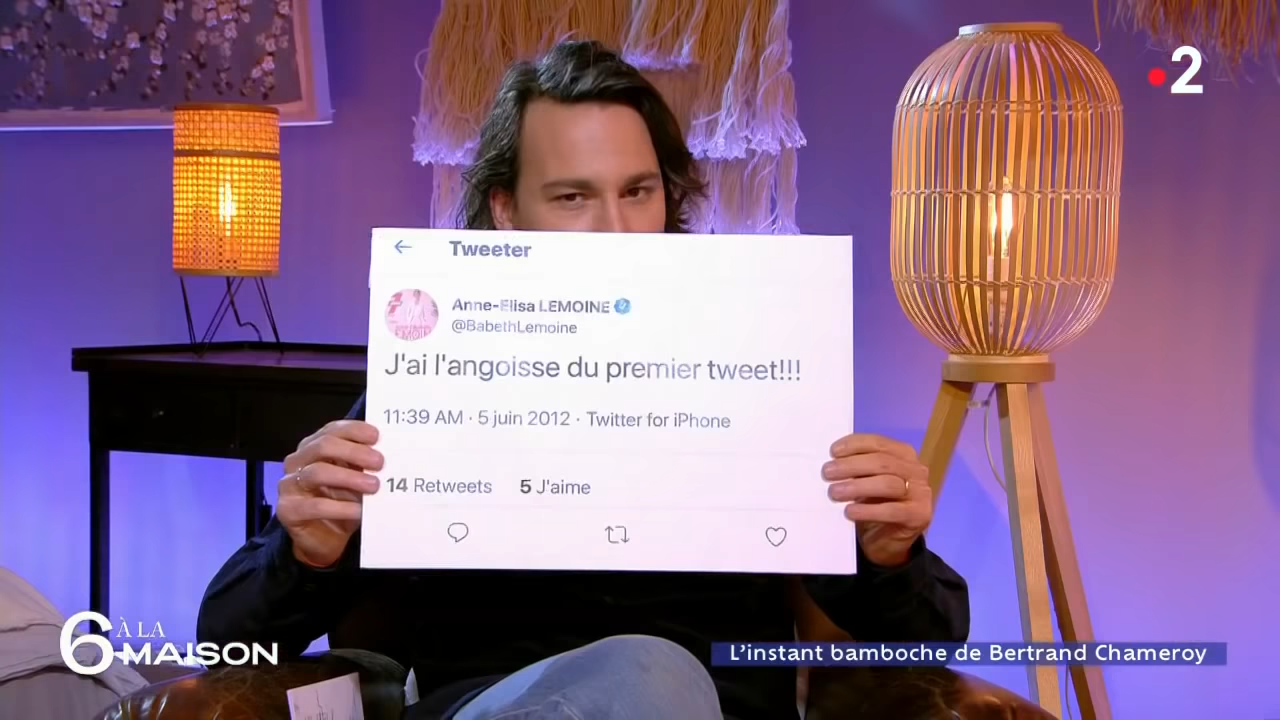 2
Tweeter
Anne-Elisa LEMOINE
@BabethLemoine
J'ai l'angoisse du premier tweet!!!
11:39 AM · 5 juin 2012 · Twitter for iPhone
14 Retweets 5 J'aime
6 À LA
MAISON
L'instant bamboche de Bertrand Chameroy